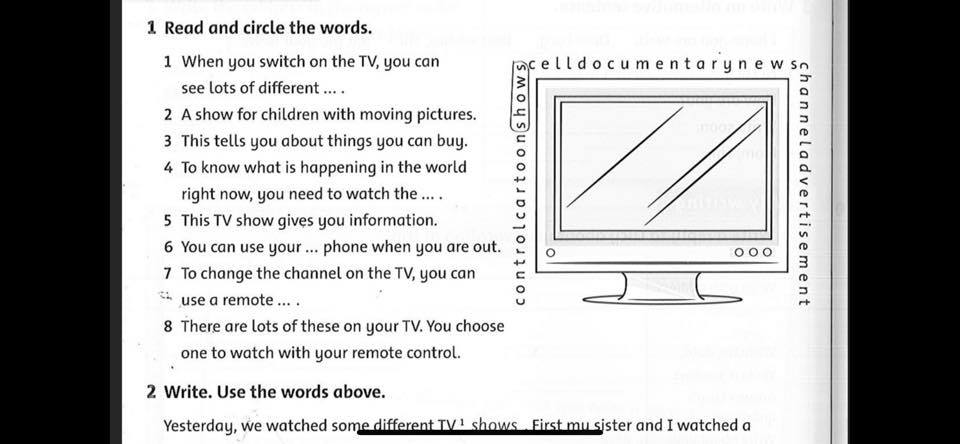 1 Read and circle the words.
1 When you switch on the TV, you can
see lots of different ... .
2 A show for children with moving pictures.
3 This tells you about things you can buy.
4 To know what is happening in the world
right now, you need to watch the ... .
5 This TV show gives you information.
6 You can use your ... phone when you are out.
7 To change the channel on the TV, you can
use a remote ... .
8 There are lots of these on your TV. You choose
one to watch with your remote control.
controlcartoonshows
celldocumentarynews
channeladvertisement
2 Write. Use the words above.
Yesterday, we watched some different TV ¹ shows . First my sister and I watched a